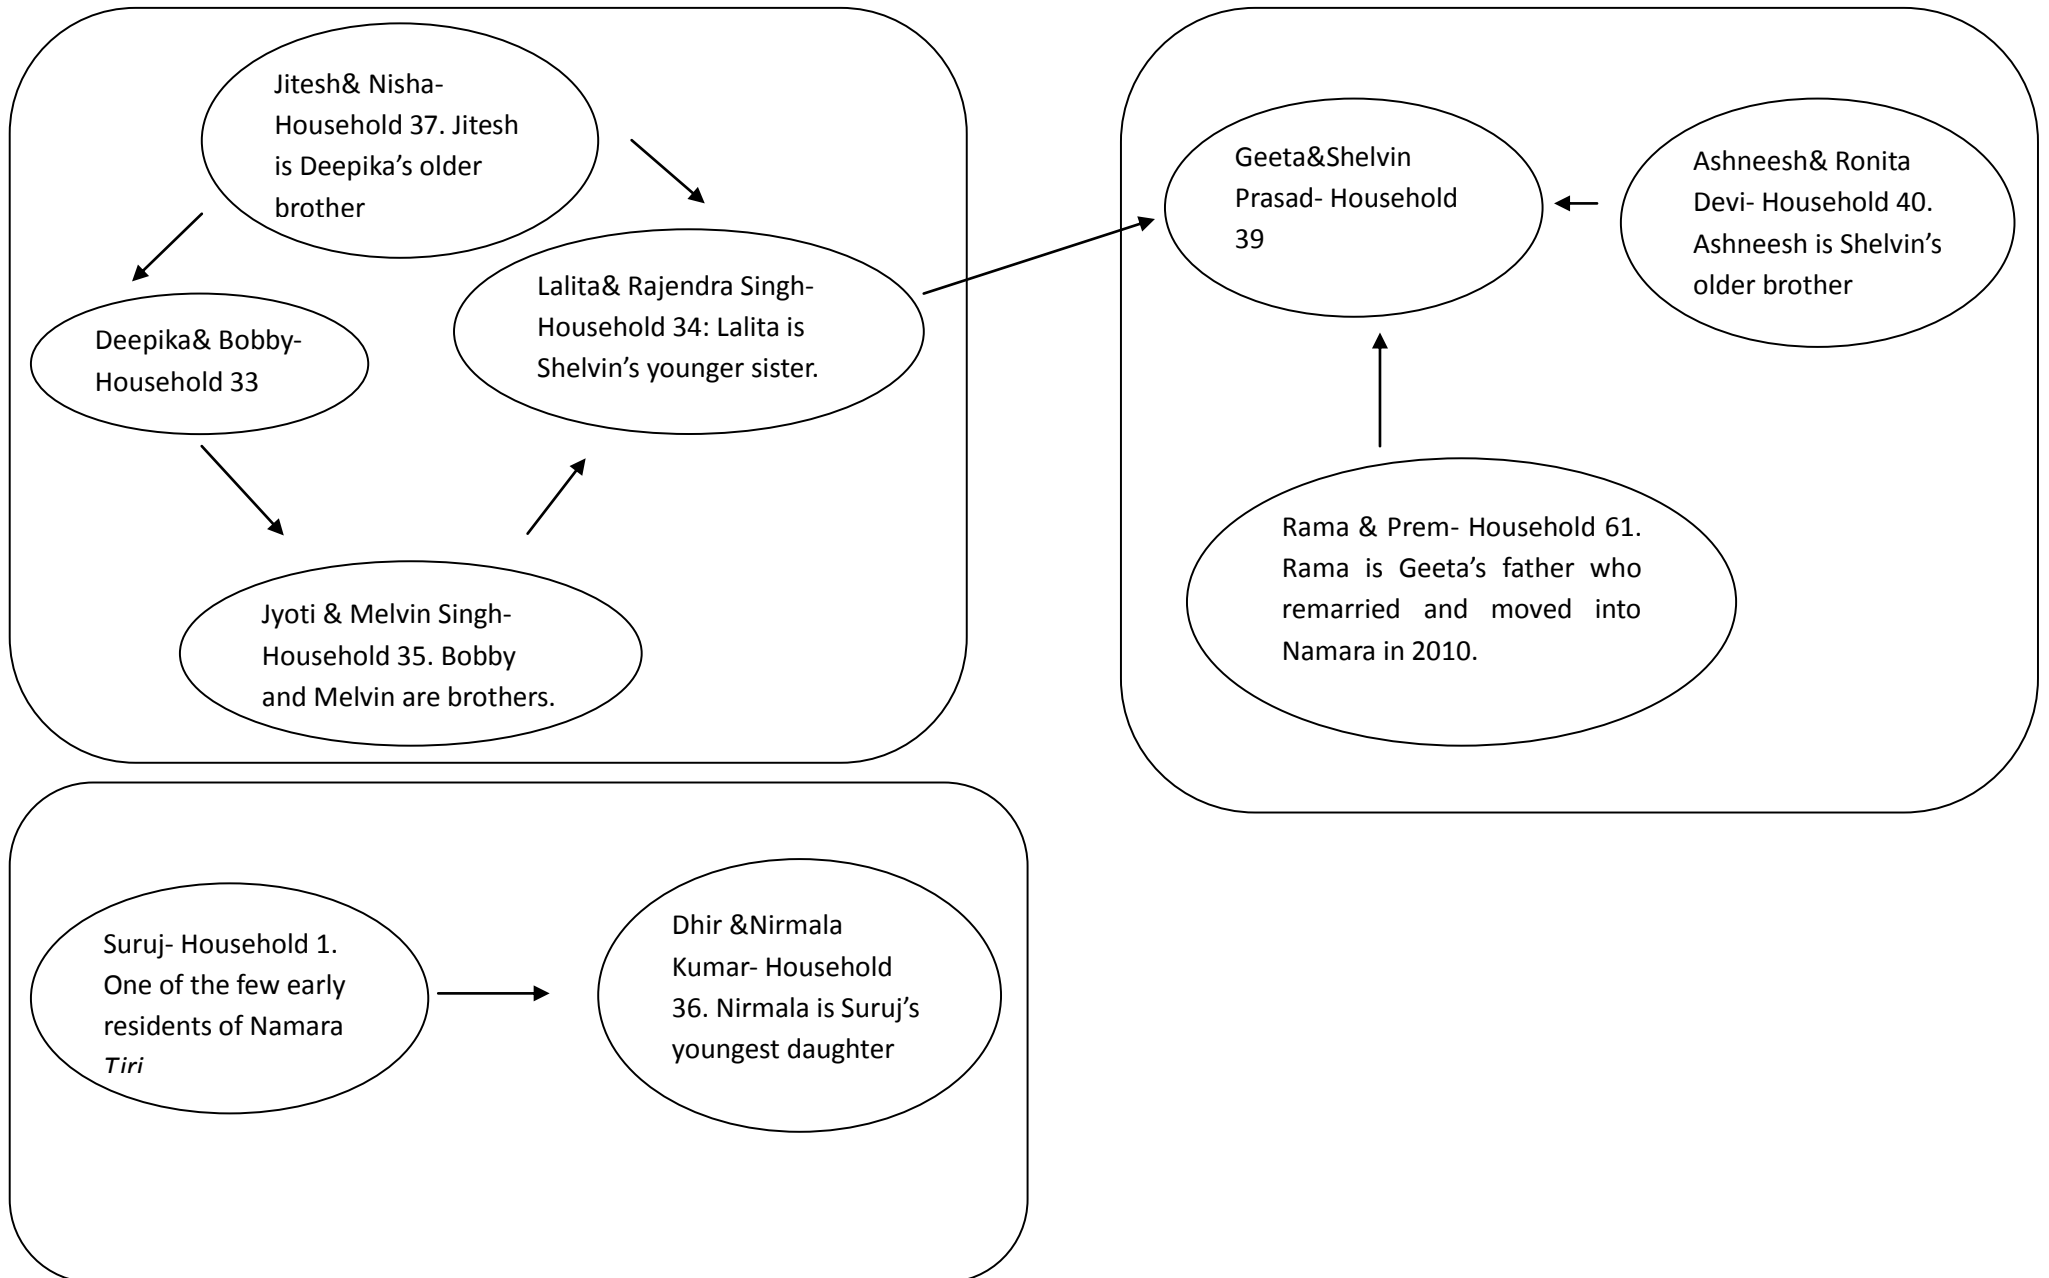 Jitesh& Nisha-
Household 37. Jitesh
is Deepika’s older
brother
Deepika& Bobby-
Household 33
Lalita& Rajendra Singh-
Household 34: Lalita is
Shelvin’s younger sister.
Jyoti & Melvin Singh-
Household 35. Bobby
and Melvin are brothers.
Geeta&Shelvin
Prasad- Household
39
Ashneesh& Ronita
Devi- Household 40.
Ashneesh is Shelvin’s
older brother
Rama & Prem- Household 61.
Rama is Geeta’s father who
remarried and moved into
Namara in 2010.
Suruj- Household 1.
One of the few early
residents of Namara
Tiri
Dhir &Nirmala
Kumar- Household
36. Nirmala is Suruj’s
youngest daughter